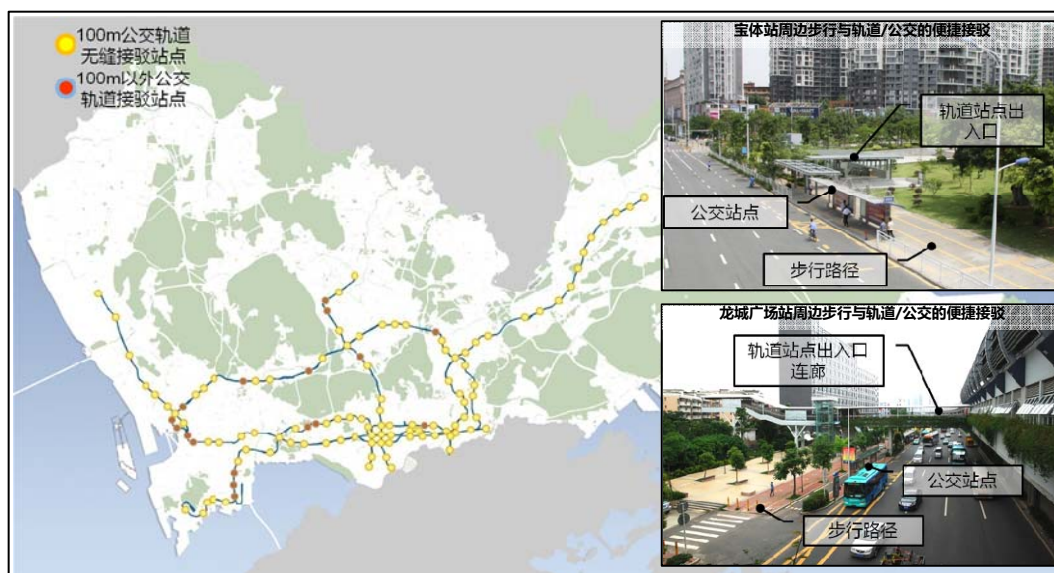 100m公交轨道
无缝接驳站点
100m以外公交
轨道接驳站点
宝体站周边步行与轨道/公交的便捷接驳
轨道站点出
入口
公交站点
步行路径
龙城广场站周边步行与轨道/公交的便捷接驳
轨道站点出入口
连廊
公交站点
步行路径